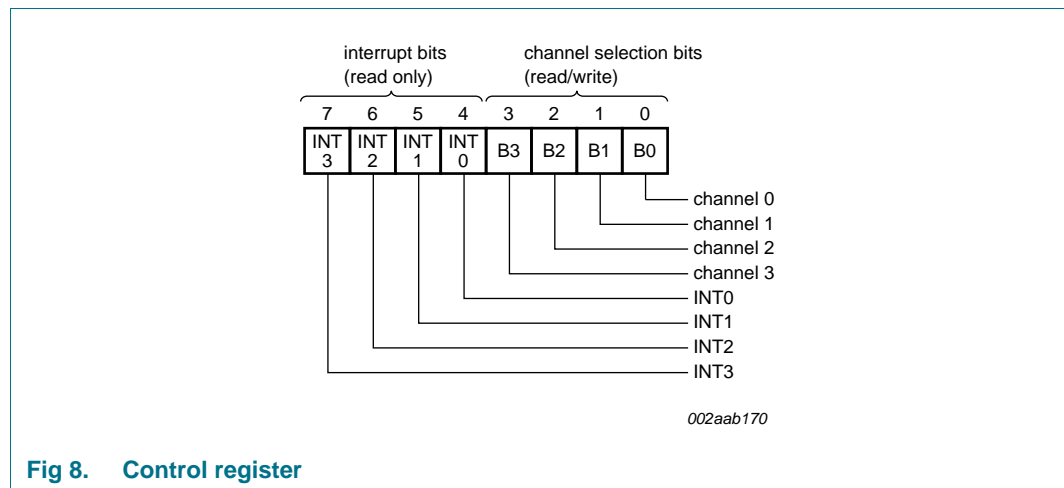 interrupt bits
(read only)
channel selection bits
(read/write)
7 6 5 4 3 2 1 0
INT 3 INT 2 INT 1 INT 0 B3 B2 B1 B0
channel 0
channel 1
channel 2
channel 3
INT0
INT1
INT2
INT3
002aab170
Fig 8. Control register